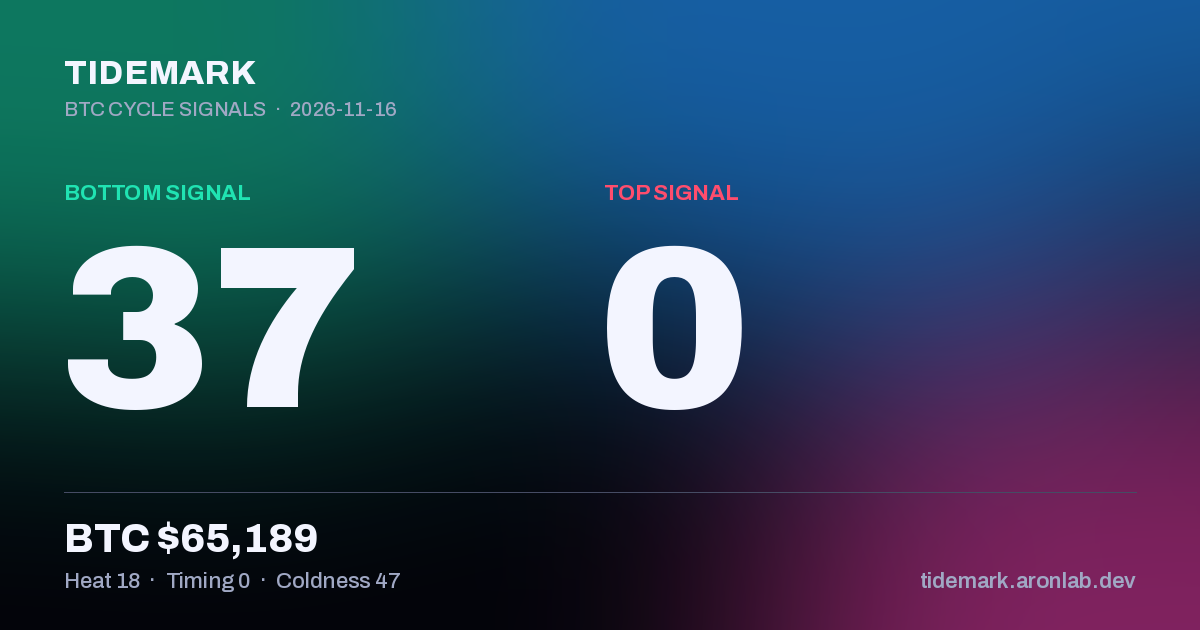 TIDEMARK
BTC CYCLE SIGNALS · 2026-11-16
BOTTOM SIGNAL
37
TOP SIGNAL
0
BTC $65,189
Heat 18 · Timing 0 · Coldness 47
tidemark.aronlab.dev